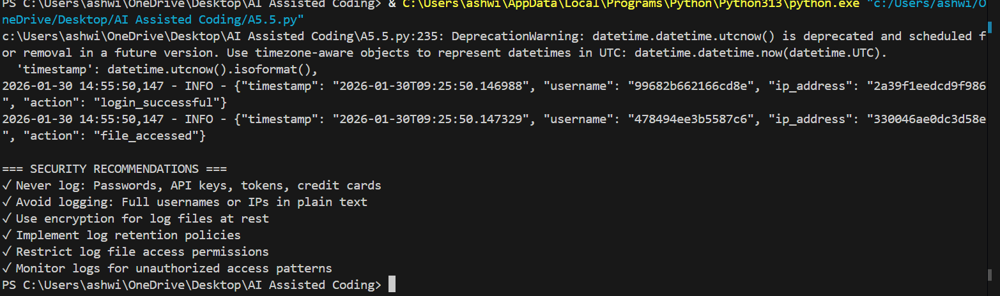 PS C:\Users\ashwi\OneDrive\Desktop\AI Assisted Coding> & C:\Users\ashwi\AppData\Local\Programs\Python\Python313\python.exe "c:/Users/ashwi/O
neDrive/Desktop/AI Assisted Coding/A5.5.py"
c:\Users\ashwi\OneDrive\Desktop\AI Assisted Coding\A5.5.py:235: DeprecationWarning: datetime.datetime.utcnow() is deprecated and scheduled f
or removal in a future version. Use timezone-aware objects to represent datetimes in UTC: datetime.datetime.now(datetime.UTC).
  'timestamp': datetime.utcnow().isoformat(),
2026-01-30 14:55:50,147 - INFO - {"timestamp": "2026-01-30T09:25:50.146988", "username": "99682b662166cd8e", "ip_address": "2a39f1eedcd9f986
", "action": "login_successful"}
2026-01-30 14:55:50,147 - INFO - {"timestamp": "2026-01-30T09:25:50.147329", "username": "478494ee3b5587c6", "ip_address": "330046ae0dc3d58e
", "action": "file_accessed"}
=== SECURITY RECOMMENDATIONS ===
✓ Never log: Passwords, API keys, tokens, credit cards
✓ Avoid logging: Full usernames or IPs in plain text
✓ Use encryption for log files at rest
✓ Implement log retention policies
✓ Restrict log file access permissions
✓ Monitor logs for unauthorized access patterns
PS C:\Users\ashwi\OneDrive\Desktop\AI Assisted Coding>